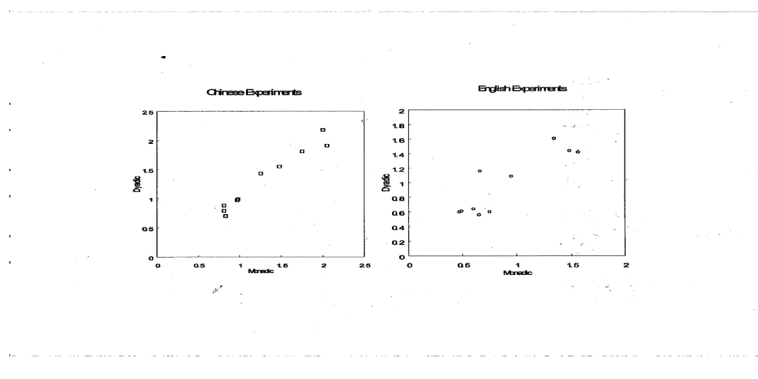 Chinese Experiments
2.5
2
1.5
1
0.5
0
0 0.5 1 1.5 2 2.5
Dyadic
Monadic
English Experiments
2
1.8
1.6
1.4
1.2
1
0.8
0.6
0.4
0.2
0
0 0.5 1 1.5 2
Dyadic
Monadic